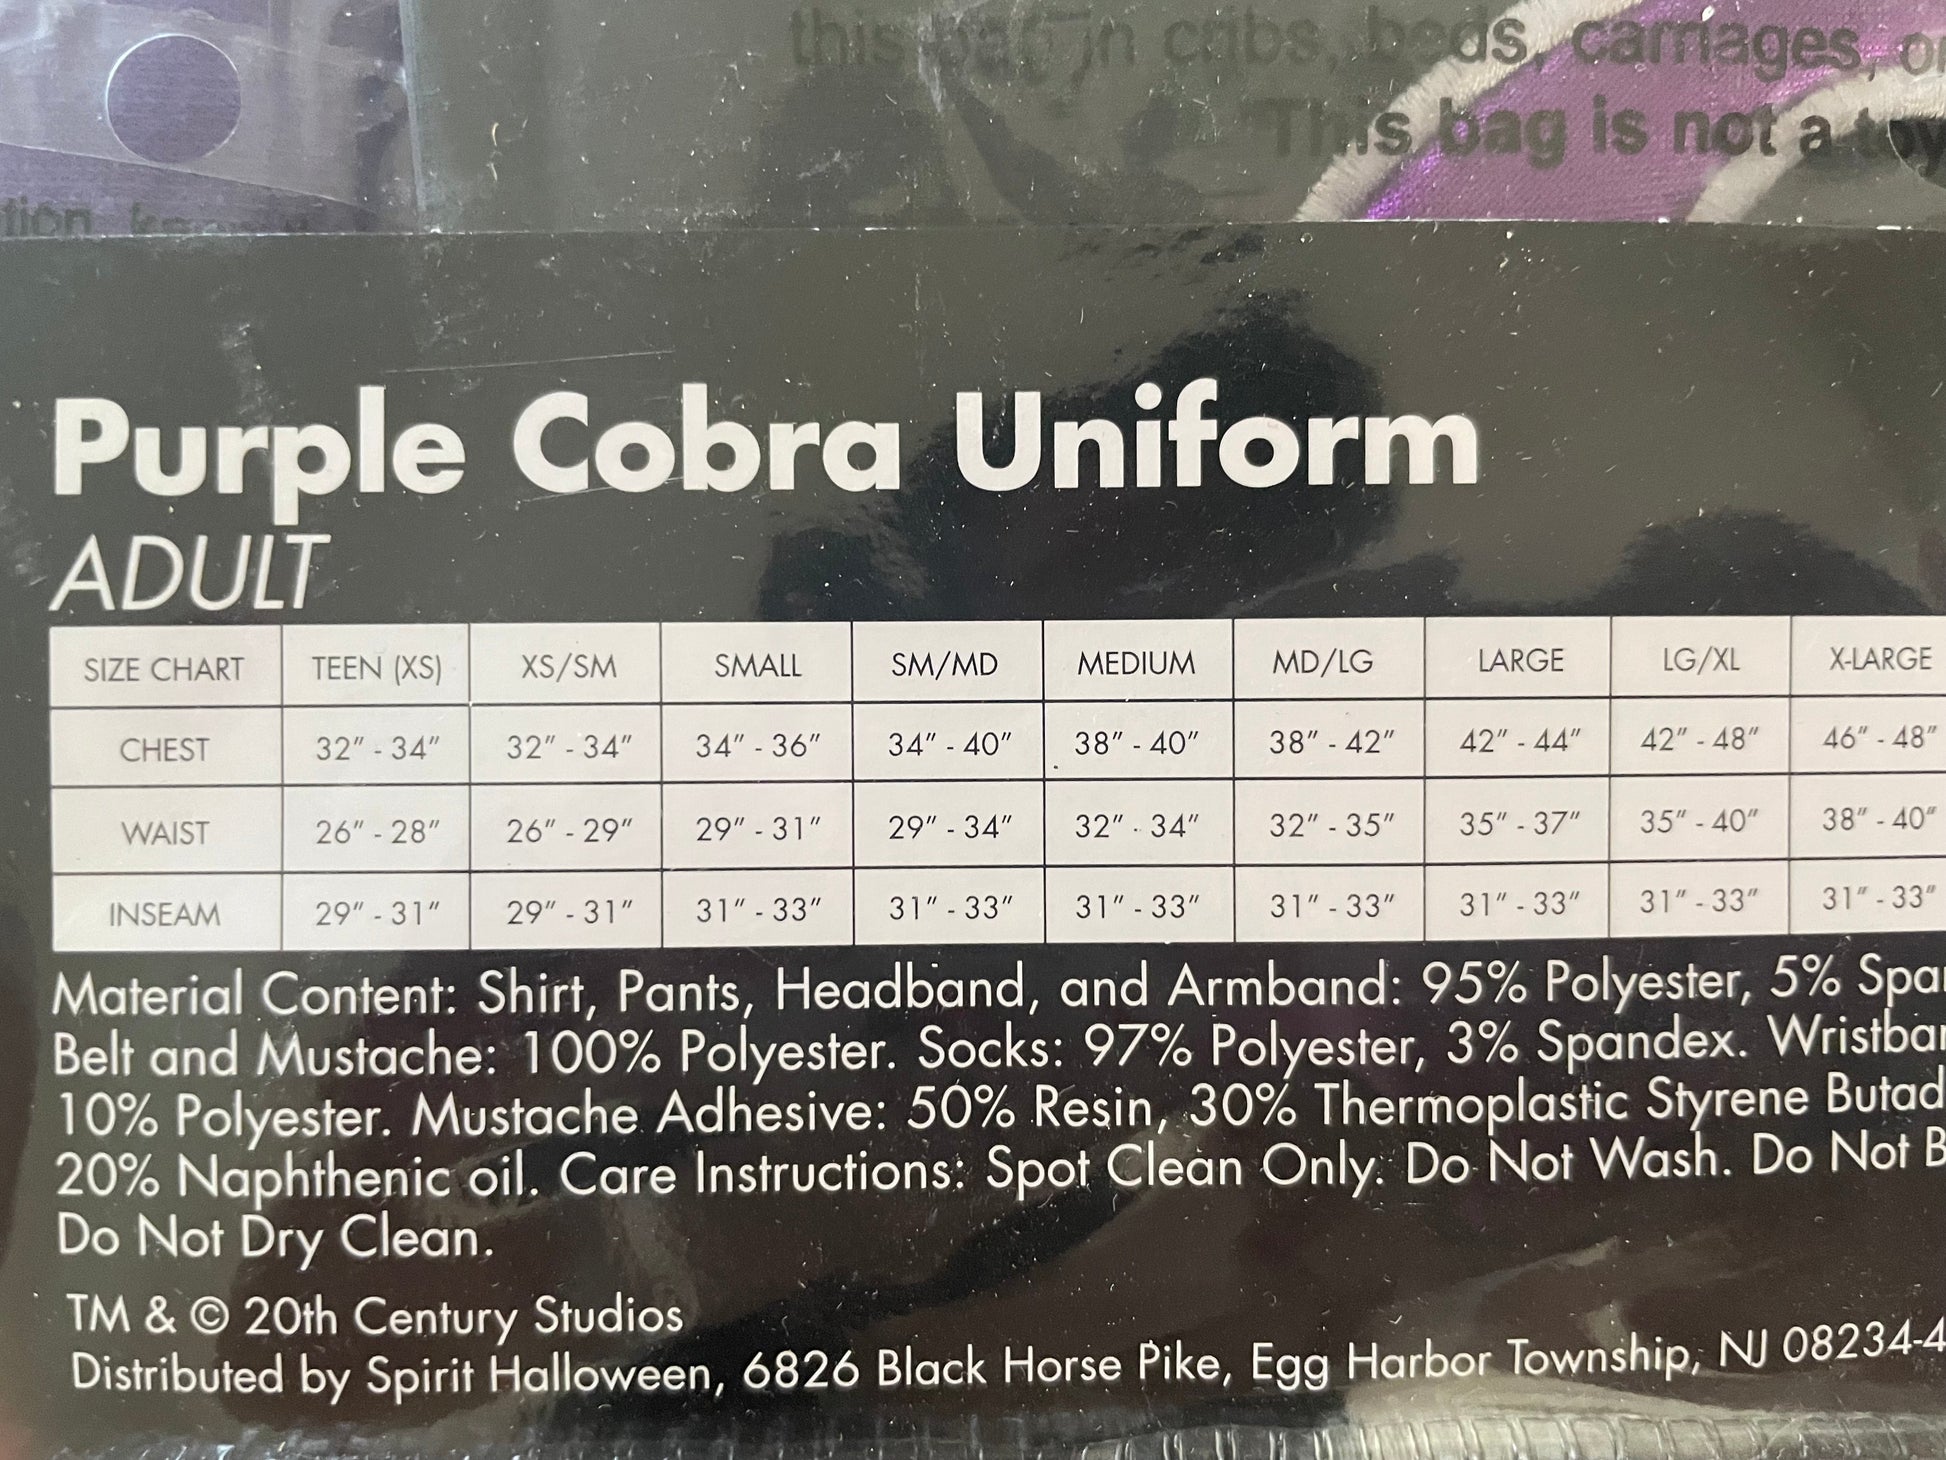 this bag in cribs, beds, carriages, or
This bag is not a toy
Purple Cobra Uniform
ADULT
SIZE CHART TEEN (XS) XS/SM SMALL SM/MD MEDIUM MD/LG LARGE LG/XL X-LARGE
CHEST 32" - 34" 32" - 34" 34" - 36" 34" - 40" 38" - 40" 38" - 42" 42" - 44" 42" - 48" 46" - 48"
WAIST 26" - 28" 26" - 29" 29" - 31" 29" - 34" 32" - 34" 32" - 35" 35" - 37" 35" - 40" 38" - 40"
INSEAM 29" - 31" 29" - 31" 31" - 33" 31" - 33" 31" - 33" 31" - 33" 31" - 33" 31" - 33" 31" - 33"
Material Content: Shirt, Pants, Headband, and Armband: 95% Polyester, 5% Span
Belt and Mustache: 100% Polyester. Socks: 97% Polyester, 3% Spandex. Wristban
10% Polyester. Mustache Adhesive: 50% Resin, 30% Thermoplastic Styrene Butad
20% Naphthenic oil. Care Instructions: Spot Clean Only. Do Not Wash. Do Not B
Do Not Dry Clean.
TM & © 20th Century Studios
Distributed by Spirit Halloween, 6826 Black Horse Pike, Egg Harbor Township, NJ 08234-4